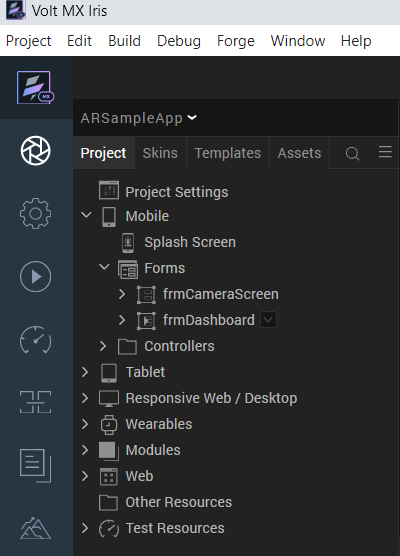 Volt MX Iris
Project Edit Build Debug Forge Window Help
MX
ARSampleApp
Project Skins Templates Assets
Project Settings
Mobile
Splash Screen
Forms
frmCameraScreen
frmDashboard
Controllers
Tablet
Responsive Web / Desktop
Wearables
Modules
Web
Other Resources
Test Resources